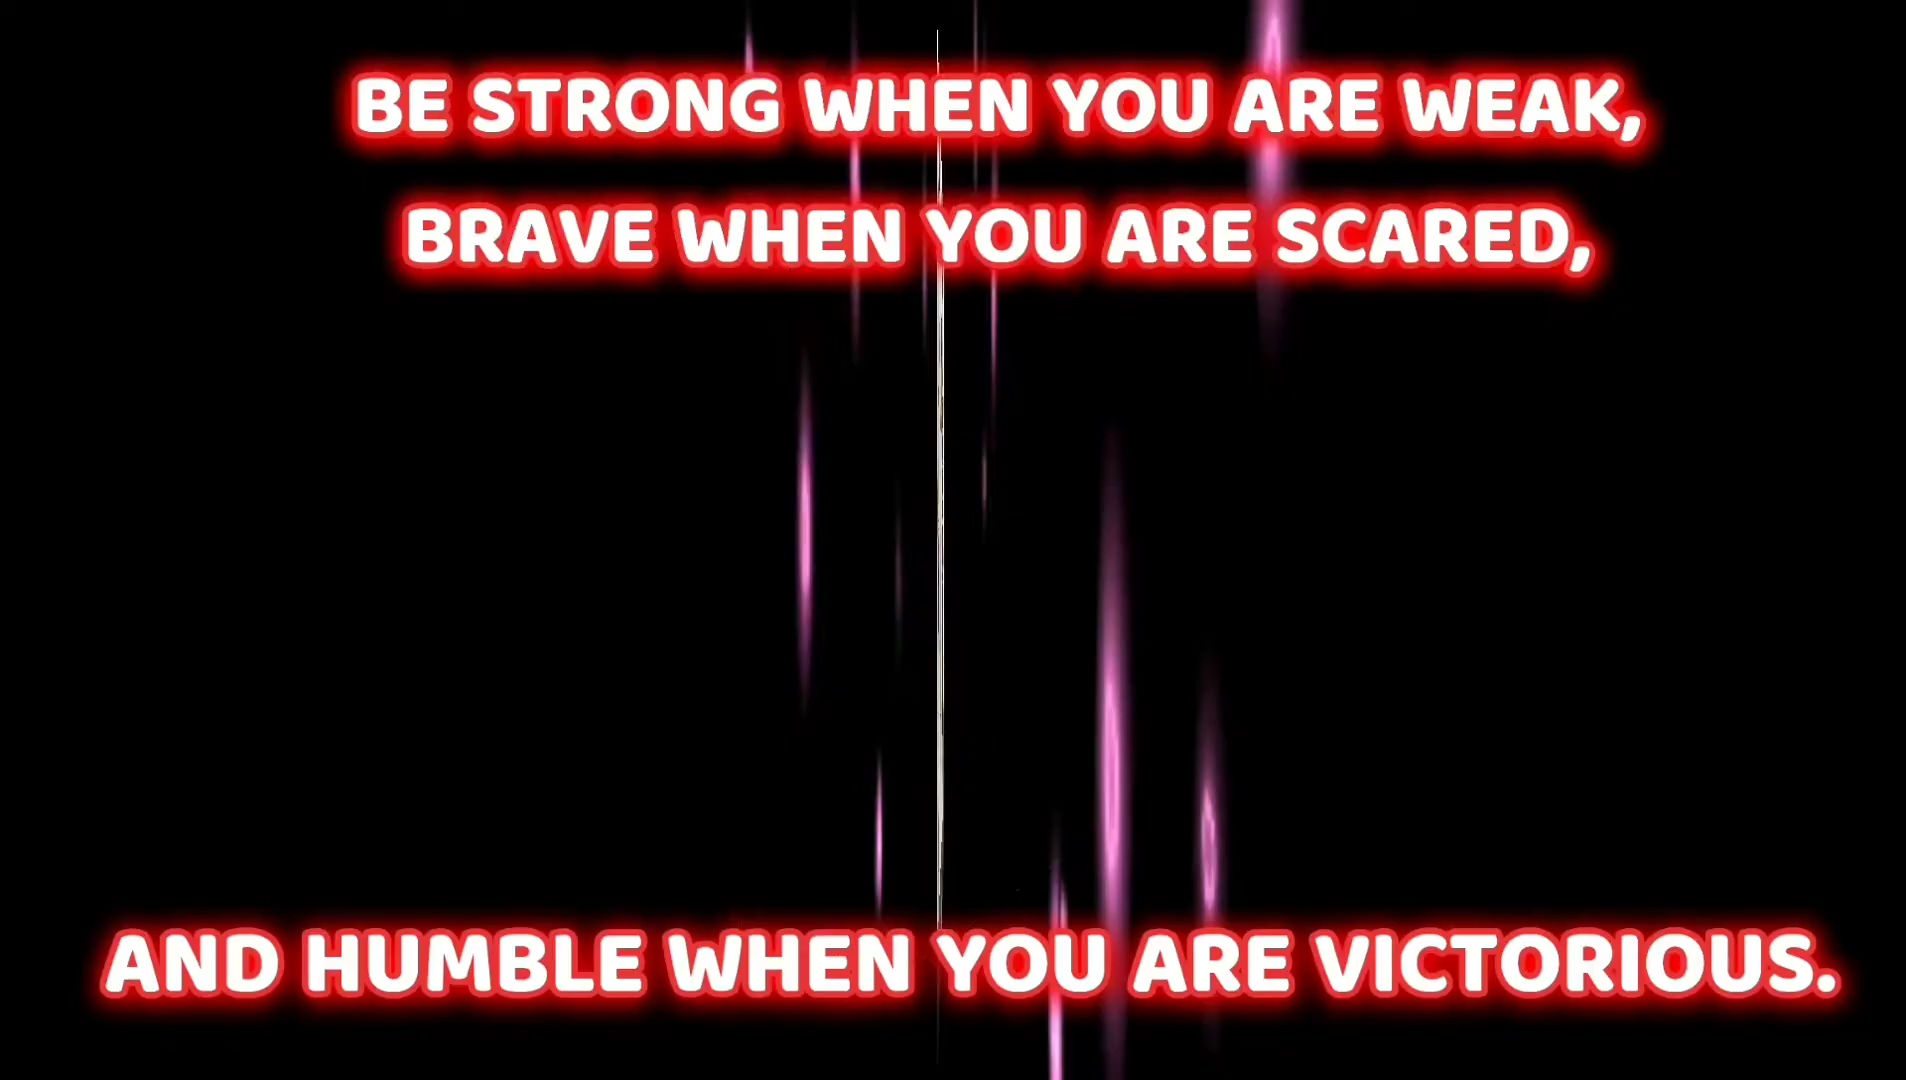 BE STRONG WHEN YOU ARE WEAK,
BRAVE WHEN YOU ARE SCARED,
AND HUMBLE WHEN YOU ARE VICTORIOUS.